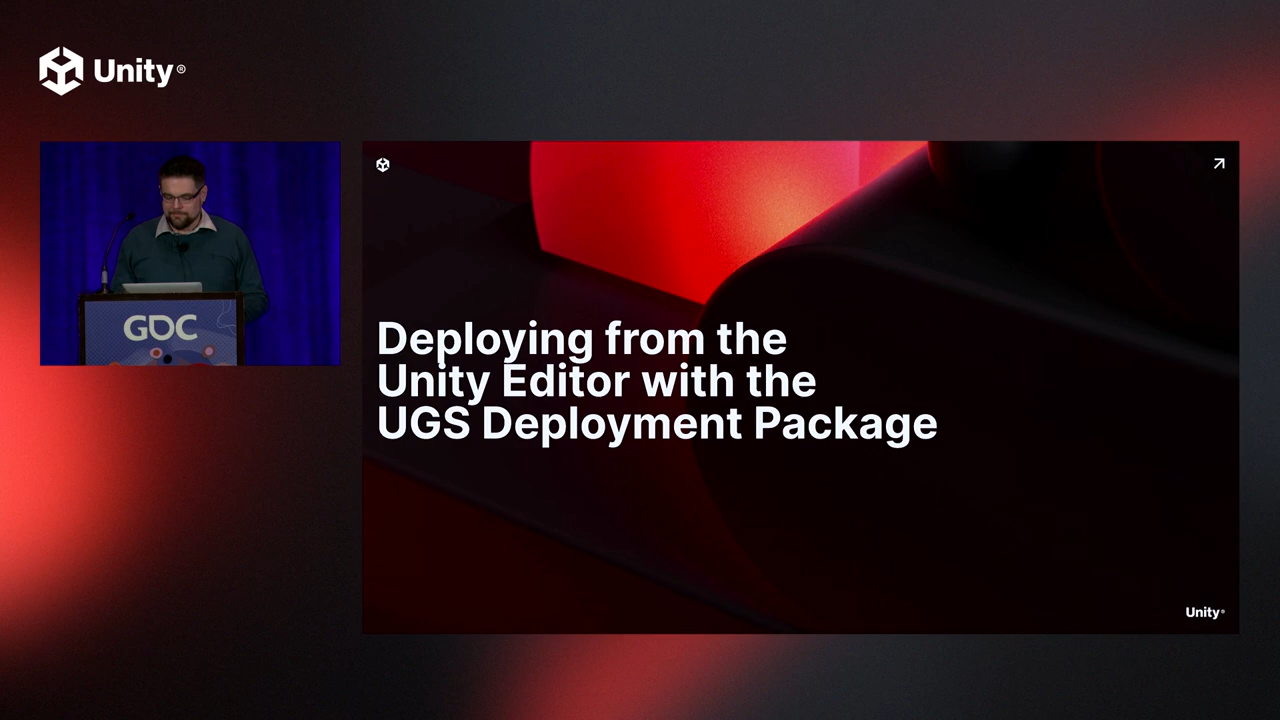 Unity®
GDC
Deploying from the
Unity Editor with the
UGS Deployment Package
Unity®